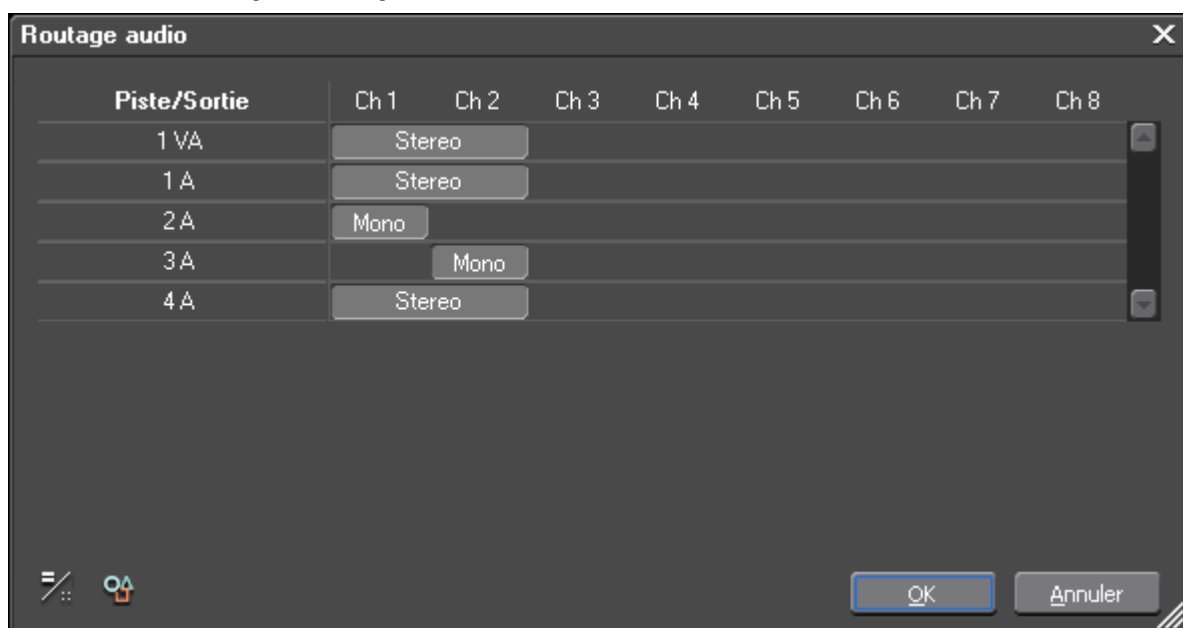 Routage audio
Piste/Sortie Ch 1 Ch 2 Ch 3 Ch 4 Ch 5 Ch 6 Ch 7 Ch 8
1 VA Stereo
1 A Stereo
2 A Mono
3 A Mono
4 A Stereo
OK Annuler